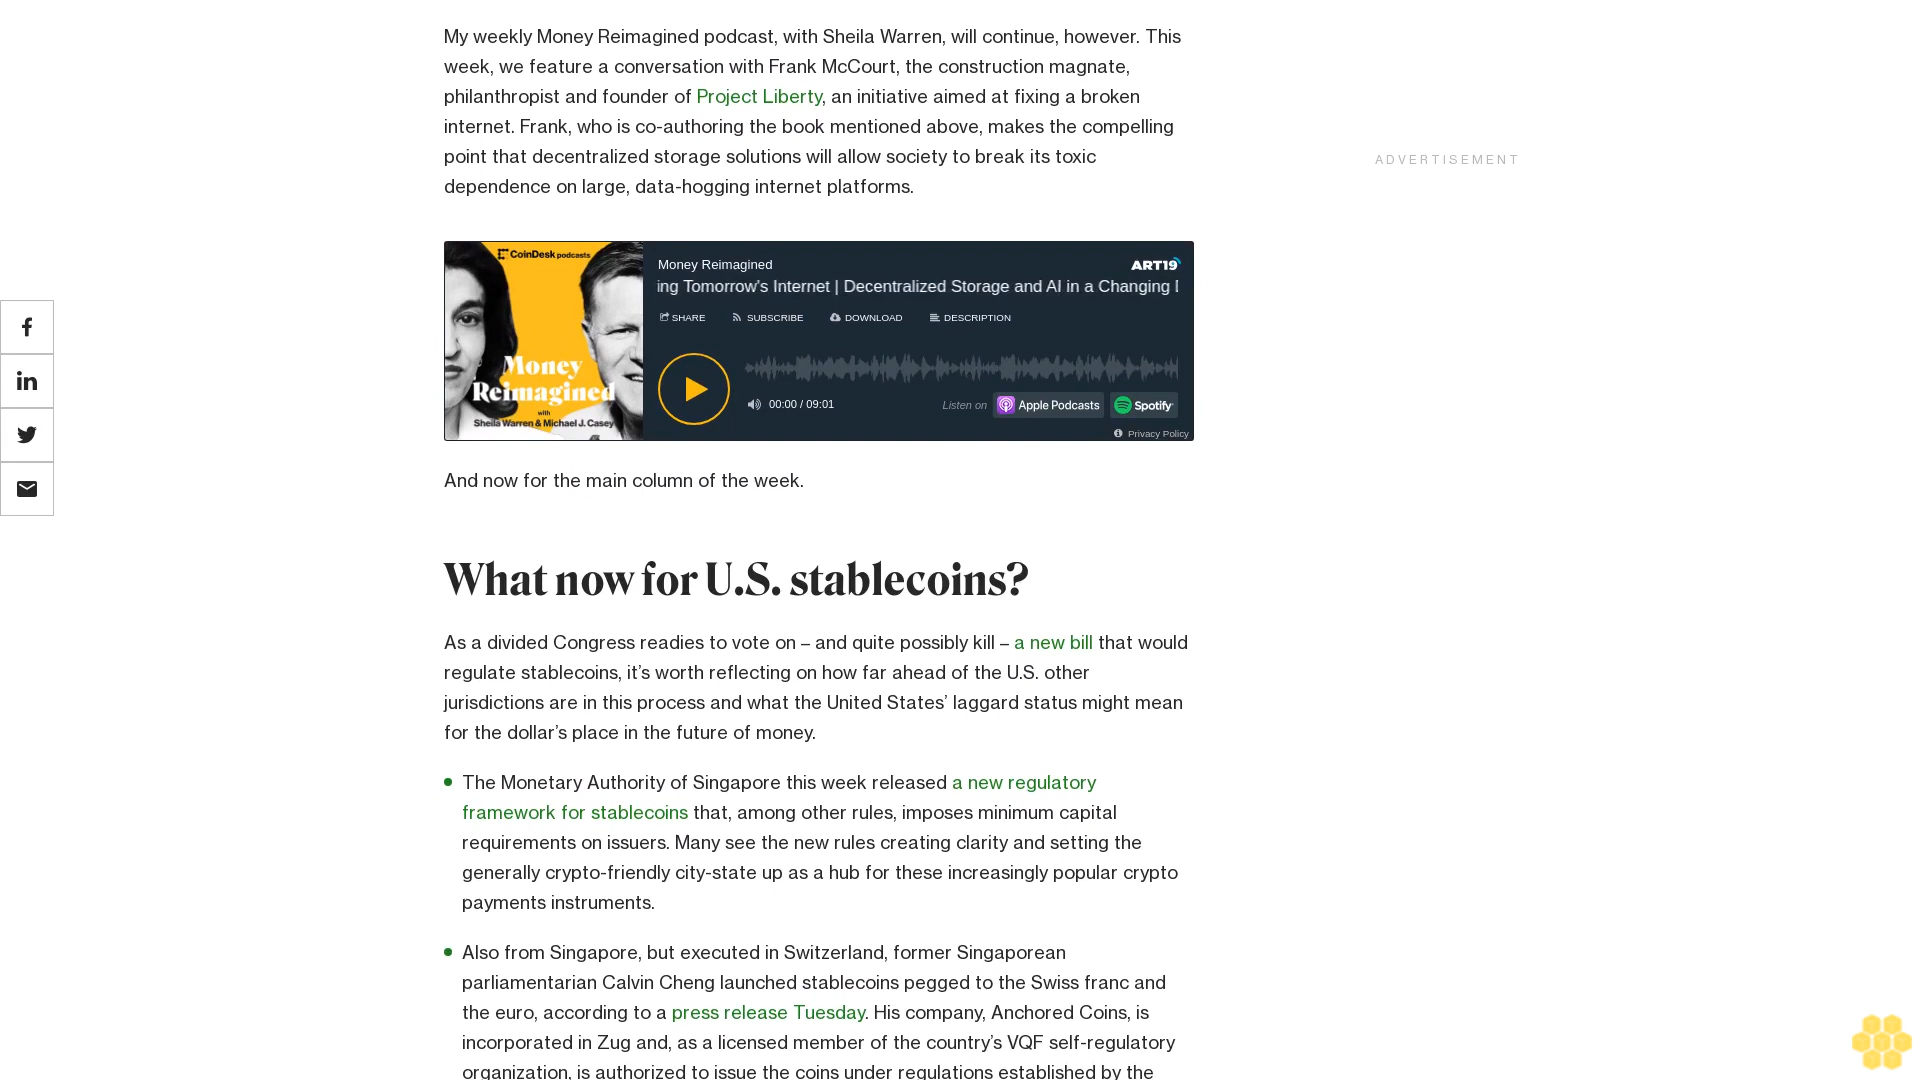 My weekly Money Reimagined podcast, with Sheila Warren, will continue, however. This
week, we feature a conversation with Frank McCourt, the construction magnate,
philanthropist and founder of Project Liberty, an initiative aimed at fixing a broken
internet. Frank, who is co-authoring the book mentioned above, makes the compelling
point that decentralized storage solutions will allow society to break its toxic
dependence on large, data-hogging internet platforms.
ADVERTISEMENT
CoinDesk podcasts
Money
Reimagined
with
Sheila Warren & Michael J. Casey
Money Reimagined
ART19
ing Tomorrow's Internet | Decentralized Storage and AI in a Changing
SHARE SUBSCRIBE DOWNLOAD DESCRIPTION
00:00 / 09:01
Listen on Apple Podcasts Spotify
Privacy Policy
And now for the main column of the week.
What now for U.S. stablecoins?
As a divided Congress readies to vote on – and quite possibly kill – a new bill that would
regulate stablecoins, it’s worth reflecting on how far ahead of the U.S. other
jurisdictions are in this process and what the United States’ laggard status might mean
for the dollar’s place in the future of money.
The Monetary Authority of Singapore this week released a new regulatory
framework for stablecoins that, among other rules, imposes minimum capital
requirements on issuers. Many see the new rules creating clarity and setting the
generally crypto-friendly city-state up as a hub for these increasingly popular crypto
payments instruments.
Also from Singapore, but executed in Switzerland, former Singaporean
parliamentarian Calvin Cheng launched stablecoins pegged to the Swiss franc and
the euro, according to a press release Tuesday. His company, Anchored Coins, is
incorporated in Zug and, as a licensed member of the country’s VQF self-regulatory
organization, is authorized to issue the coins under regulations established by the